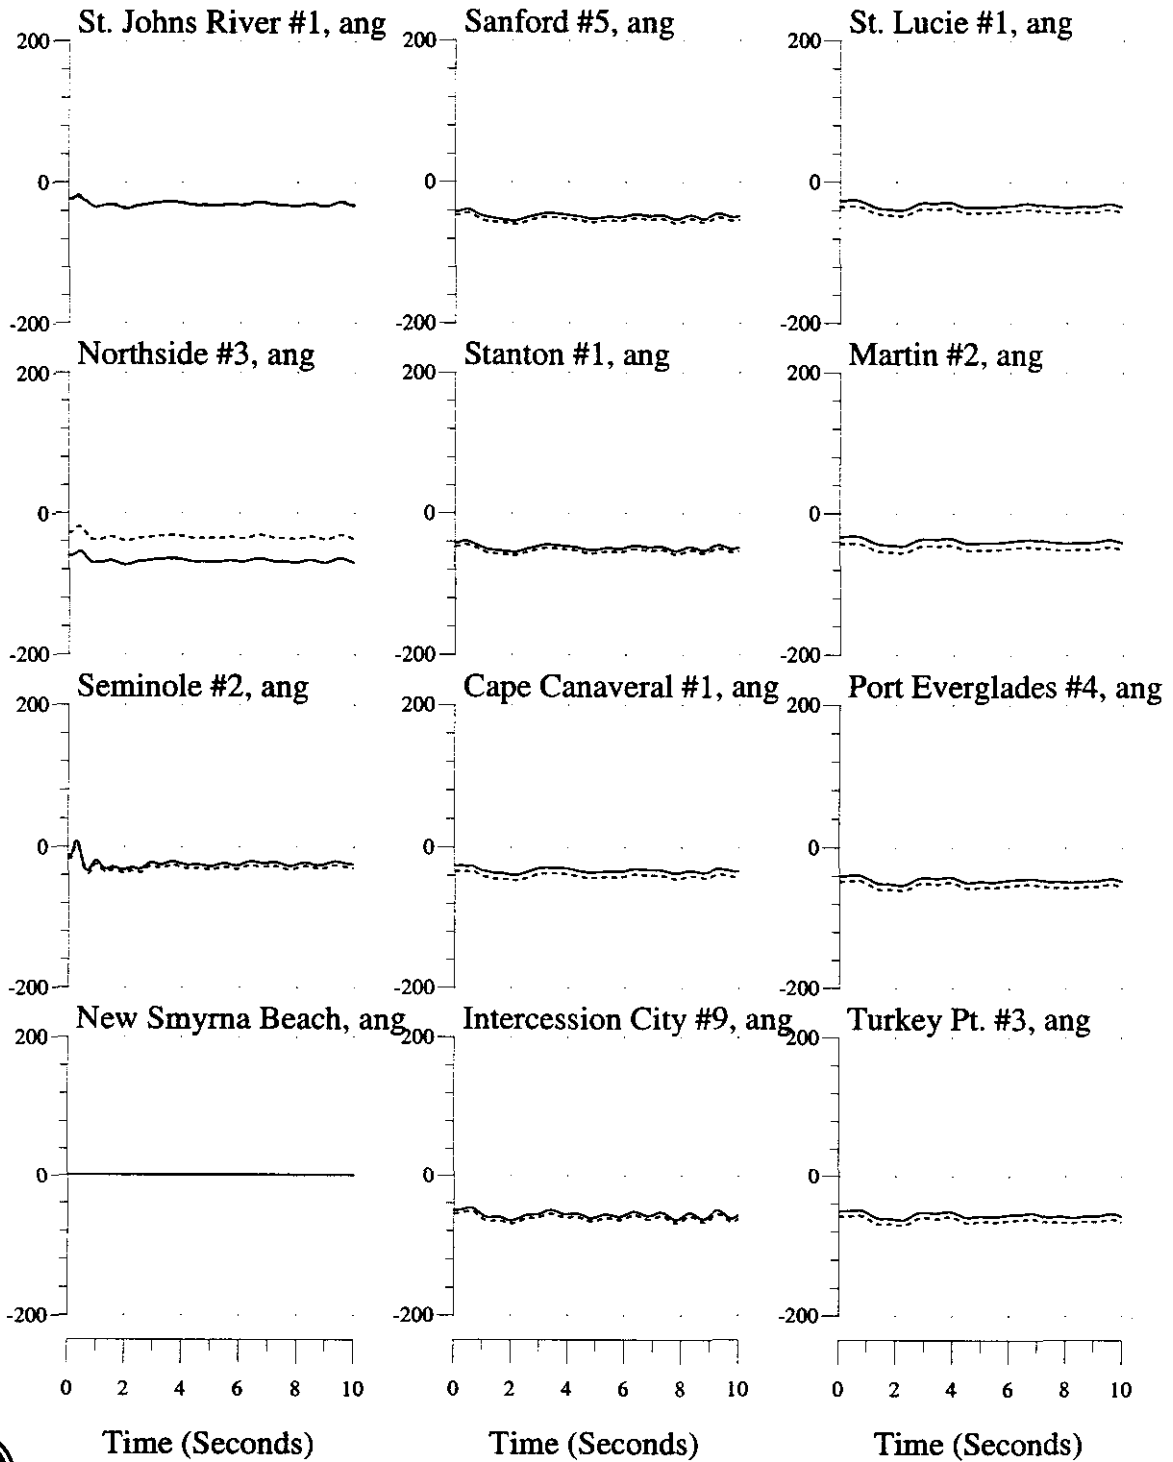 St. Johns River #1, ang
200
0
-200
Sanford #5, ang
200
0
-200
St. Lucie #1, ang
200
0
-200
Northside #3, ang
200
0
-200
Stanton #1, ang
200
0
-200
Martin #2, ang
200
0
-200
Seminole #2, ang
200
0
-200
Cape Canaveral #1, ang
200
0
-200
Port Everglades #4, ang
200
0
-200
New Smyrna Beach, ang
200
0
-200
Intercession City #9, ang
200
0
-200
Turkey Pt. #3, ang
200
0
-200
0 2 4 6 8 10
Time (Seconds)
0 2 4 6 8 10
Time (Seconds)
0 2 4 6 8 10
Time (Seconds)